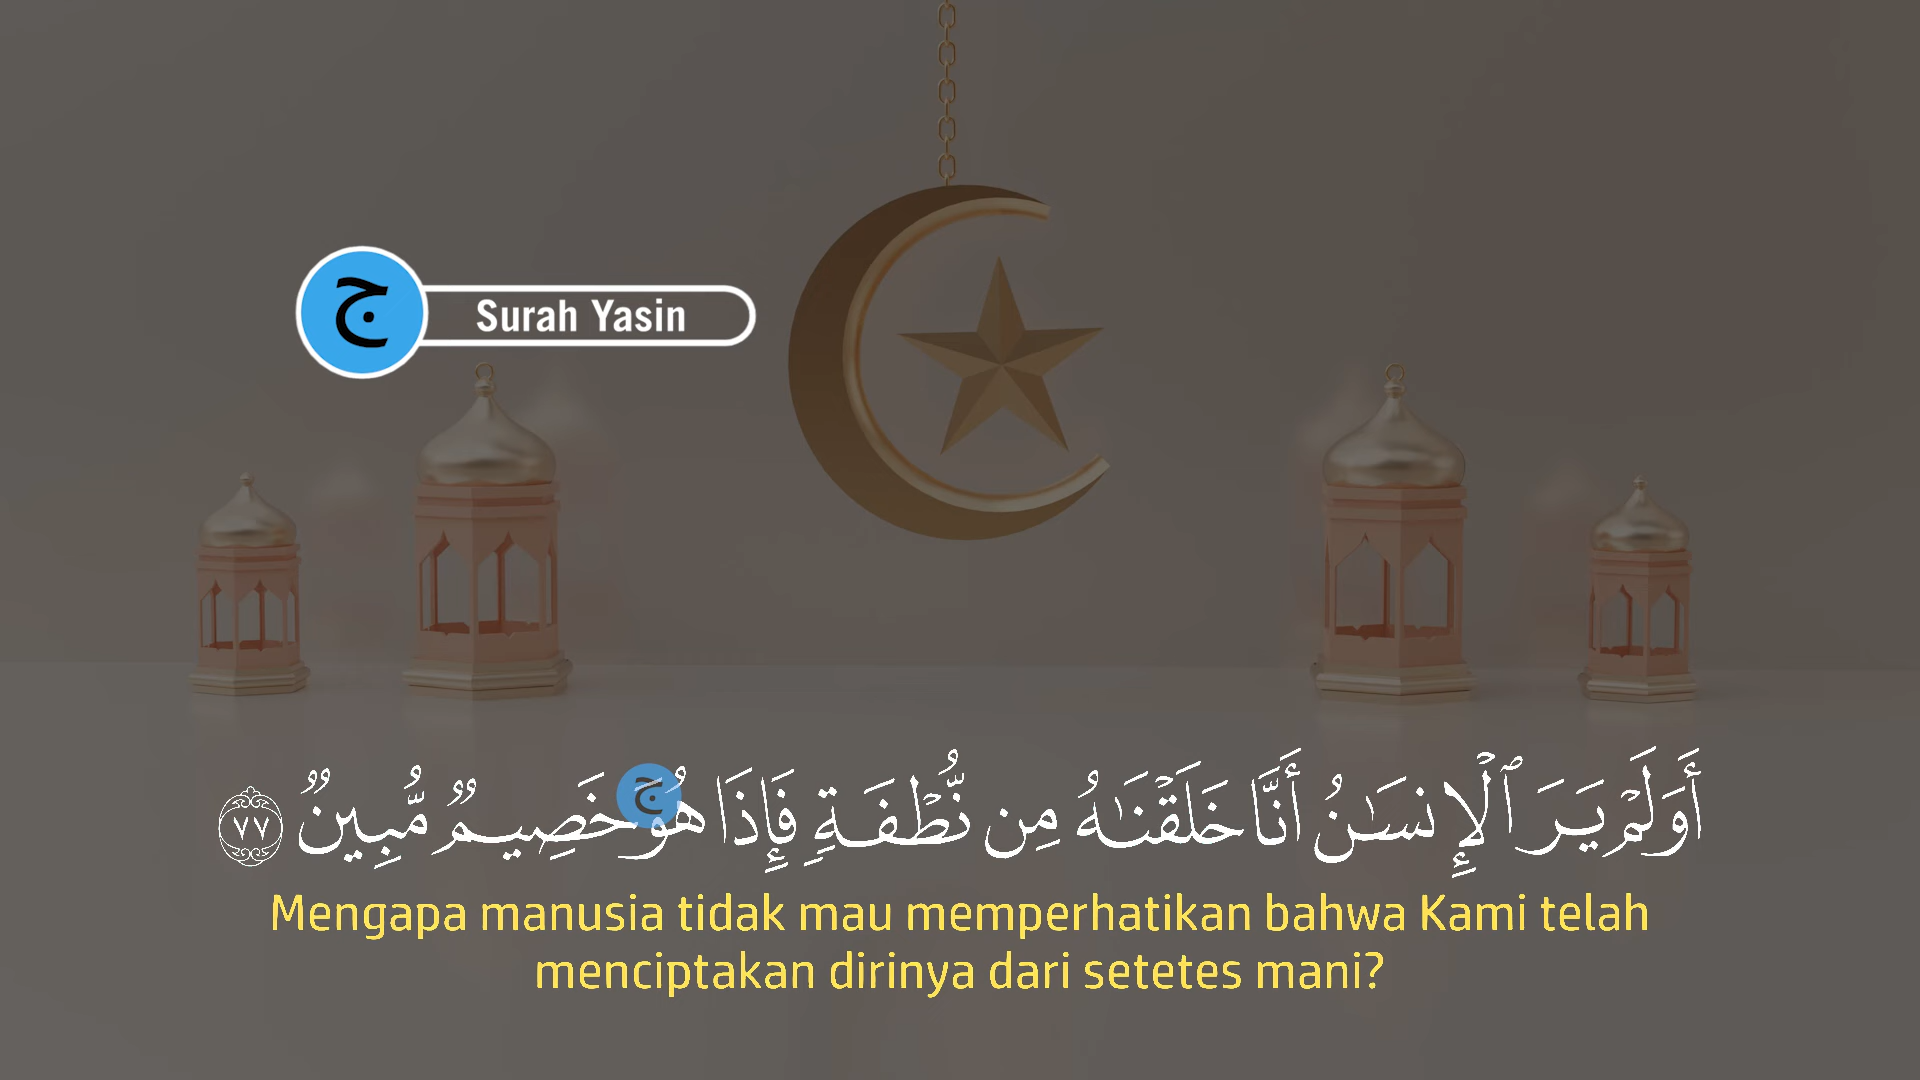 ج
Surah Yasin
أَوَلَمْ يَرَ ٱلْإِنسَـٰنُ أَنَّا خَلَقْنَـٰهُ مِن نُّطْفَةٍ فَإِذَا هُوَ خَصِيمٌ مُّبِينٌ ٧٧
ج
Mengapa manusia tidak mau memperhatikan bahwa Kami telah
menciptakan dirinya dari setetes mani?